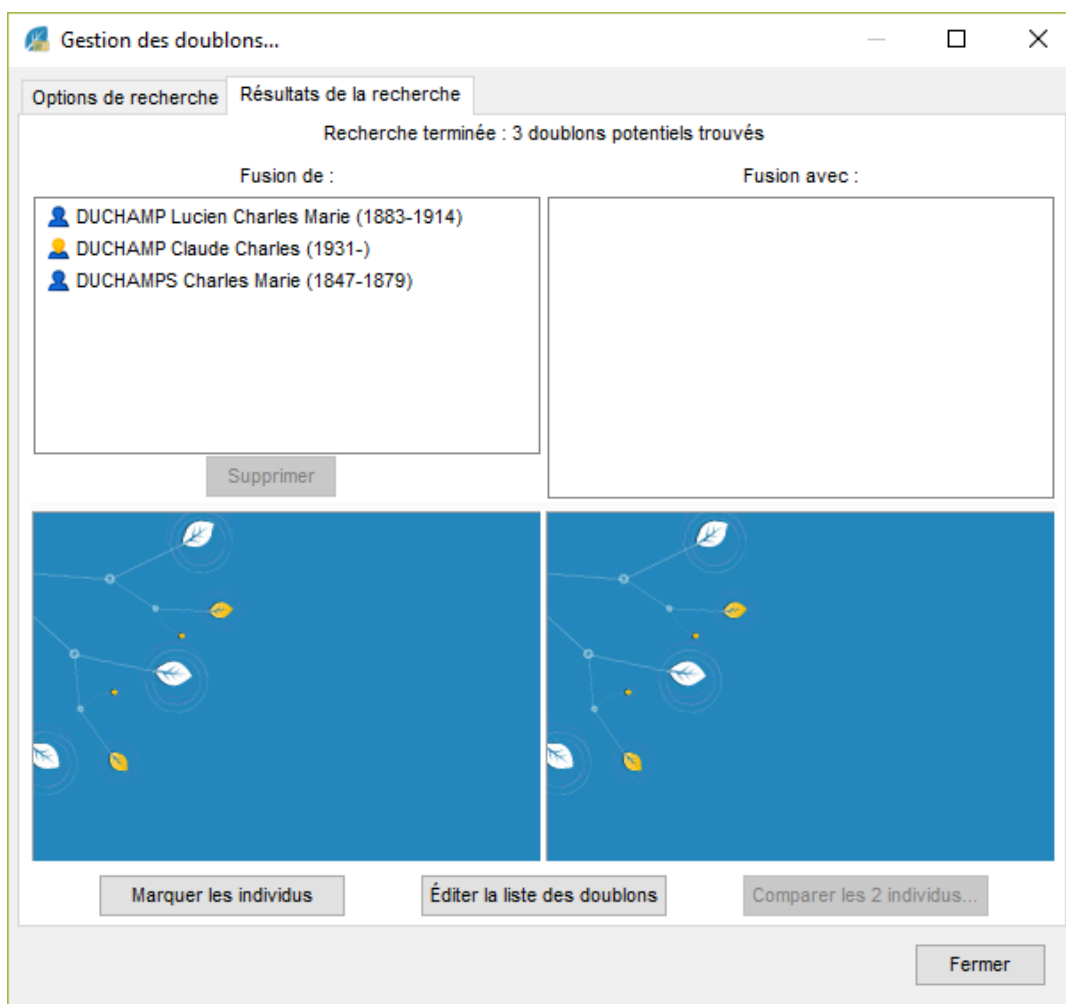 Gestion des doublons...
Options de recherche
Résultats de la recherche
Recherche terminée : 3 doublons potentiels trouvés
Fusion de :
Fusion avec :
DUCHAMP Lucien Charles Marie (1883-1914)
DUCHAMP Claude Charles (1931-)
DUCHAMPS Charles Marie (1847-1879)
Supprimer
Marquer les individus
Éditer la liste des doublons
Comparer les 2 individus...
Fermer